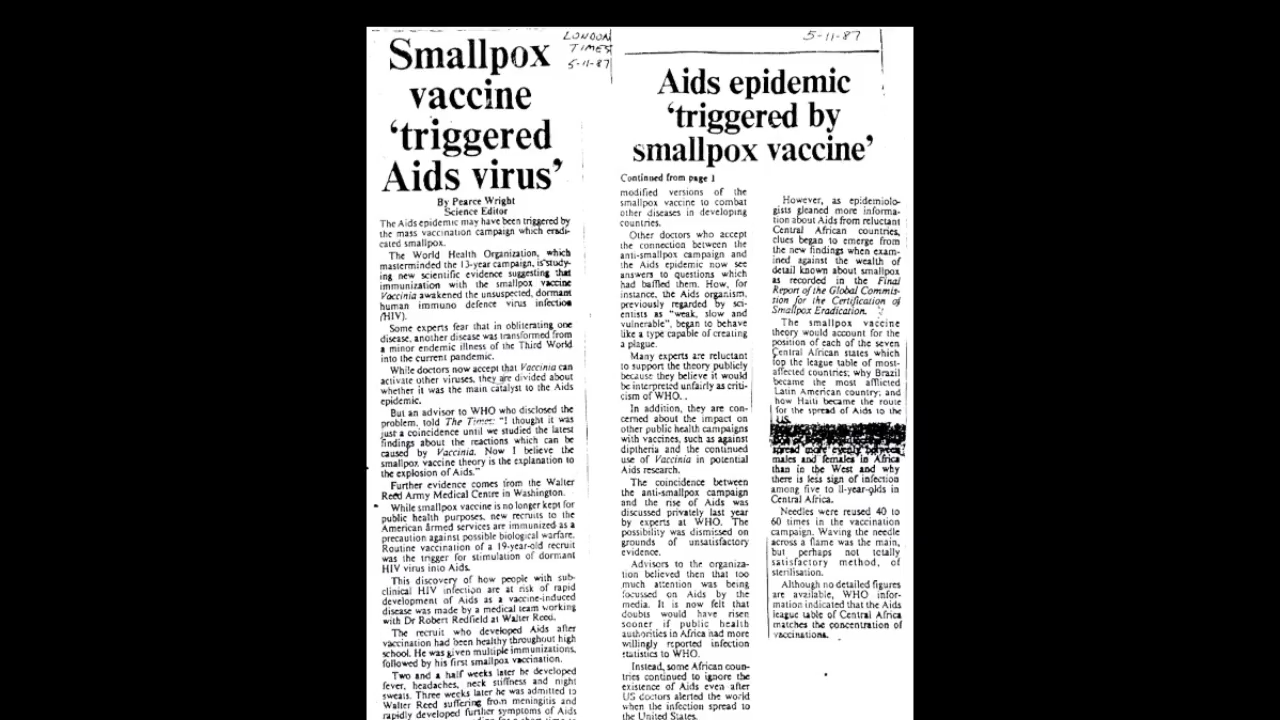 LONDON
TIMES
5-11-87
Smallpox
vaccine
‘triggered
Aids virus’
By Pearce Wright
Science Editor
The Aids epidemic may have been triggered by
the mass vaccination campaign which eradi-
cated smallpox.
The World Health Organization, which
masterminded the 13-year campaign, is study-
ing new scientific evidence suggesting that
immunization with the smallpox vaccine
Vaccinia awakened the unsuspected, dormant
human immuno defence virus infection
(HIV).
Some experts fear that in obliterating one
disease, another disease was transformed from
a minor endemic illness of the Third World
into the current pandemic.
While doctors now accept that Vaccinia can
activate other viruses, they are divided about
whether it was the main catalyst to the Aids
epidemic.
But an advisor to WHO who disclosed the
problem, told The Times: “I thought it was
just a coincidence until we studied the latest
findings about the reactions which can be
caused by Vaccinia. Now I believe the
smallpox vaccine theory is the explanation to
the explosion of Aids.”
Further evidence comes from the Walter
Reed Army Medical Centre in Washington.
While smallpox vaccine is no longer kept for
public health purposes, new recruits to the
American armed services are immunized as a
precaution against possible biological warfare.
Routine vaccination of a 19-year-old recruit
was the trigger for stimulation of dormant
HIV virus into Aids.
This discovery of how people with sub-
clinical HIV infection are at risk of rapid
development of Aids as a vaccine-induced
disease was made by a medical team working
with Dr Robert Redfield at Walter Reed.
The recruit who developed Aids after
vaccination had been healthy throughout high
school. He was given multiple immunizations,
followed by his first smallpox vaccination.
Two and a half weeks later he developed
fever, headaches, neck stiffness and night
sweats. Three weeks later he was admitted to
Walter Reed suffering from meningitis and
rapidly developed further symptoms of Aids
5-11-87
Aids epidemic
‘triggered by
smallpox vaccine’
Continued from page 1
modified versions of the
smallpox vaccine to combat
other diseases in developing
countries.
Other doctors who accept
the connection between the
anti-smallpox campaign and
the Aids epidemic now see
answers to questions which
had baffled them. How, for
instance, the Aids organism,
previously regarded by sci-
entists as “weak, slow and
vulnerable”, began to behave
like a type capable of creating
a plague.
Many experts are reluctant
to support the theory publicly
because they believe it would
be interpreted unfairly as criti-
cism of WHO.
In addition, they are con-
cerned about the impact on
other public health campaigns
with vaccines, such as against
diptheria and the continued
use of Vaccinia in potential
Aids research.
The coincidence between
the anti-smallpox campaign
and the rise of Aids was
discussed privately last year
by experts at WHO. The
possibility was dismissed on
grounds of unsatisfactory
evidence.
Advisors to the organiza-
tion believed then that too
much attention was being
focussed on Aids by the
media. It is now felt that
doubts would have risen
sooner if public health
authorities in Africa had more
willingly reported infection
statistics to WHO.
Instead, some African coun-
tries continued to ignore the
existence of Aids even after
US doctors alerted the world
when the infection spread to
the United States.
However, as epidemiolo-
gists gleaned more informa-
tion about Aids from reluctant
Central African countries,
clues began to emerge from
the new findings when exam-
ined against the wealth of
detail known about smallpox
as recorded in the Final
Report of the Global Commis-
sion for the Certification of
Smallpox Eradication.
The smallpox vaccine
theory would account for the
position of each of the seven
Central African states which
top the league table of most-
affected countries; why Brazil
became the most afflicted
Latin American country; and
how Haiti became the route
for the spread of Aids to the
US.
spread more evenly between
males and females in Africa
than in the West and why
there is less sign of infection
among five to 11-year-olds in
Central Africa.
Needles were reused 40 to
60 times in the vaccination
campaign. Waving the needle
across a flame was the main,
but perhaps not totally
satisfactory method, of
sterilisation.
Although no detailed figures
are available, WHO infor-
mation indicated that the Aids
league table of Central Africa
matches the concentration of
vaccinations.